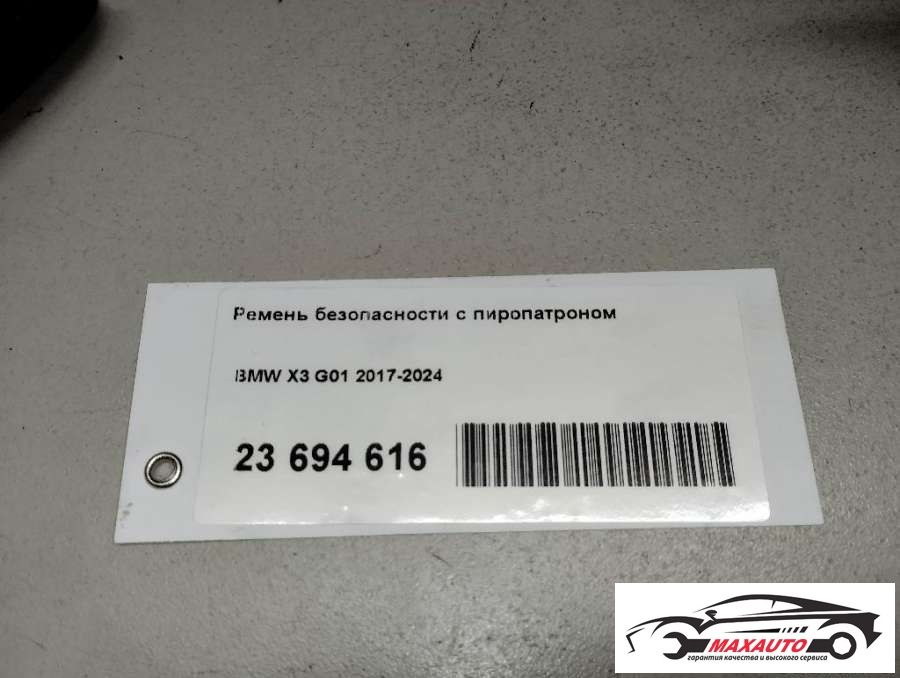 Ремень безопасности с пиропатроном
BMW X3 G01 2017-2024
23 694 616
MAXAUTO
гарантия качества и высокого сервиса